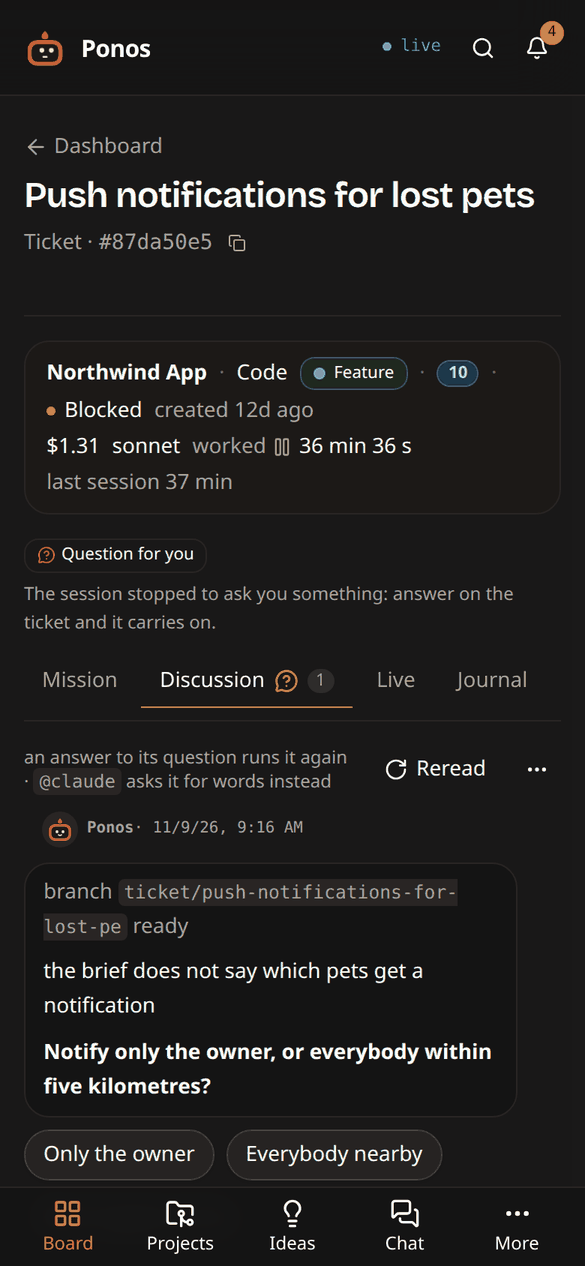 Ponos
live
4
Dashboard
Push notifications for lost pets
Ticket · #87da50e5
Northwind App · Code Feature · 10 ·
Blocked created 12d ago
$1.31 sonnet worked 36 min 36 s
last session 37 min
Question for you
The session stopped to ask you something: answer on the
ticket and it carries on.
Mission Discussion 1 Live Journal
an answer to its question runs it again
· @claude asks it for words instead
Reread
Ponos · 11/9/26, 9:16 AM
branch ticket/push-notifications-for-
lost-pe ready
the brief does not say which pets get a
notification
Notify only the owner, or everybody within
five kilometres?
Only the owner Everybody nearby
Board Projects Ideas Chat More